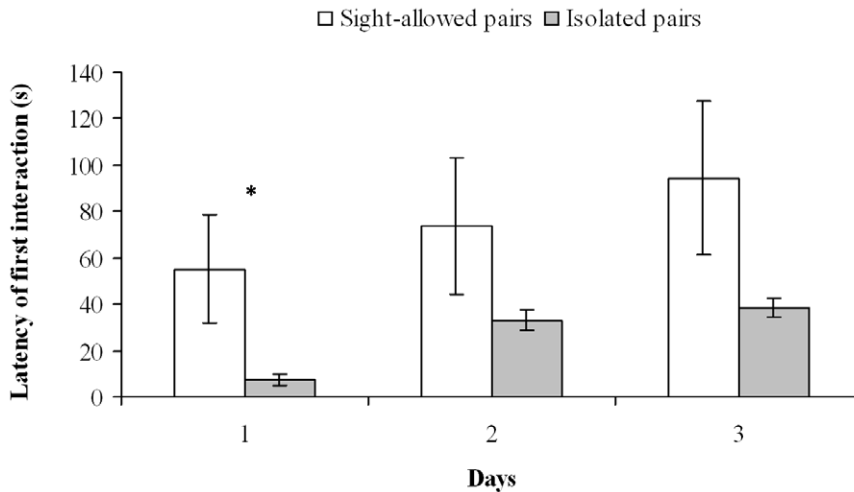 Sight-allowed pairs Isolated pairs
Latency of first interaction (s)
140
120
100
80
60
40
20
0
*
1 2 3
Days